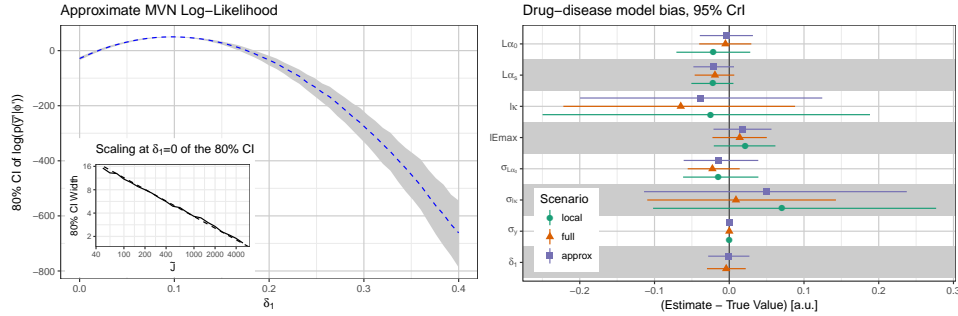 Approximate MVN Log−Likelihood
80% CI of log(p(y̅'|ϕ'))
0
−200
−400
−600
−800
0.0
0.1
0.2
0.3
0.4
δ₁
Scaling at δ₁=0 of the 80% CI
80% CI Width
16
8
4
2
40
100
200
400
1000
2000
4000
J̅
Drug−disease model bias, 95% CrI
Lα₀
Lαₛ
lκ
lEmax
σ_Lα₀
σ_lκ
σ_y
δ₁
Scenario
local
full
approx
−0.2
−0.1
0.0
0.1
0.2
0.3
(Estimate − True Value) [a.u.]